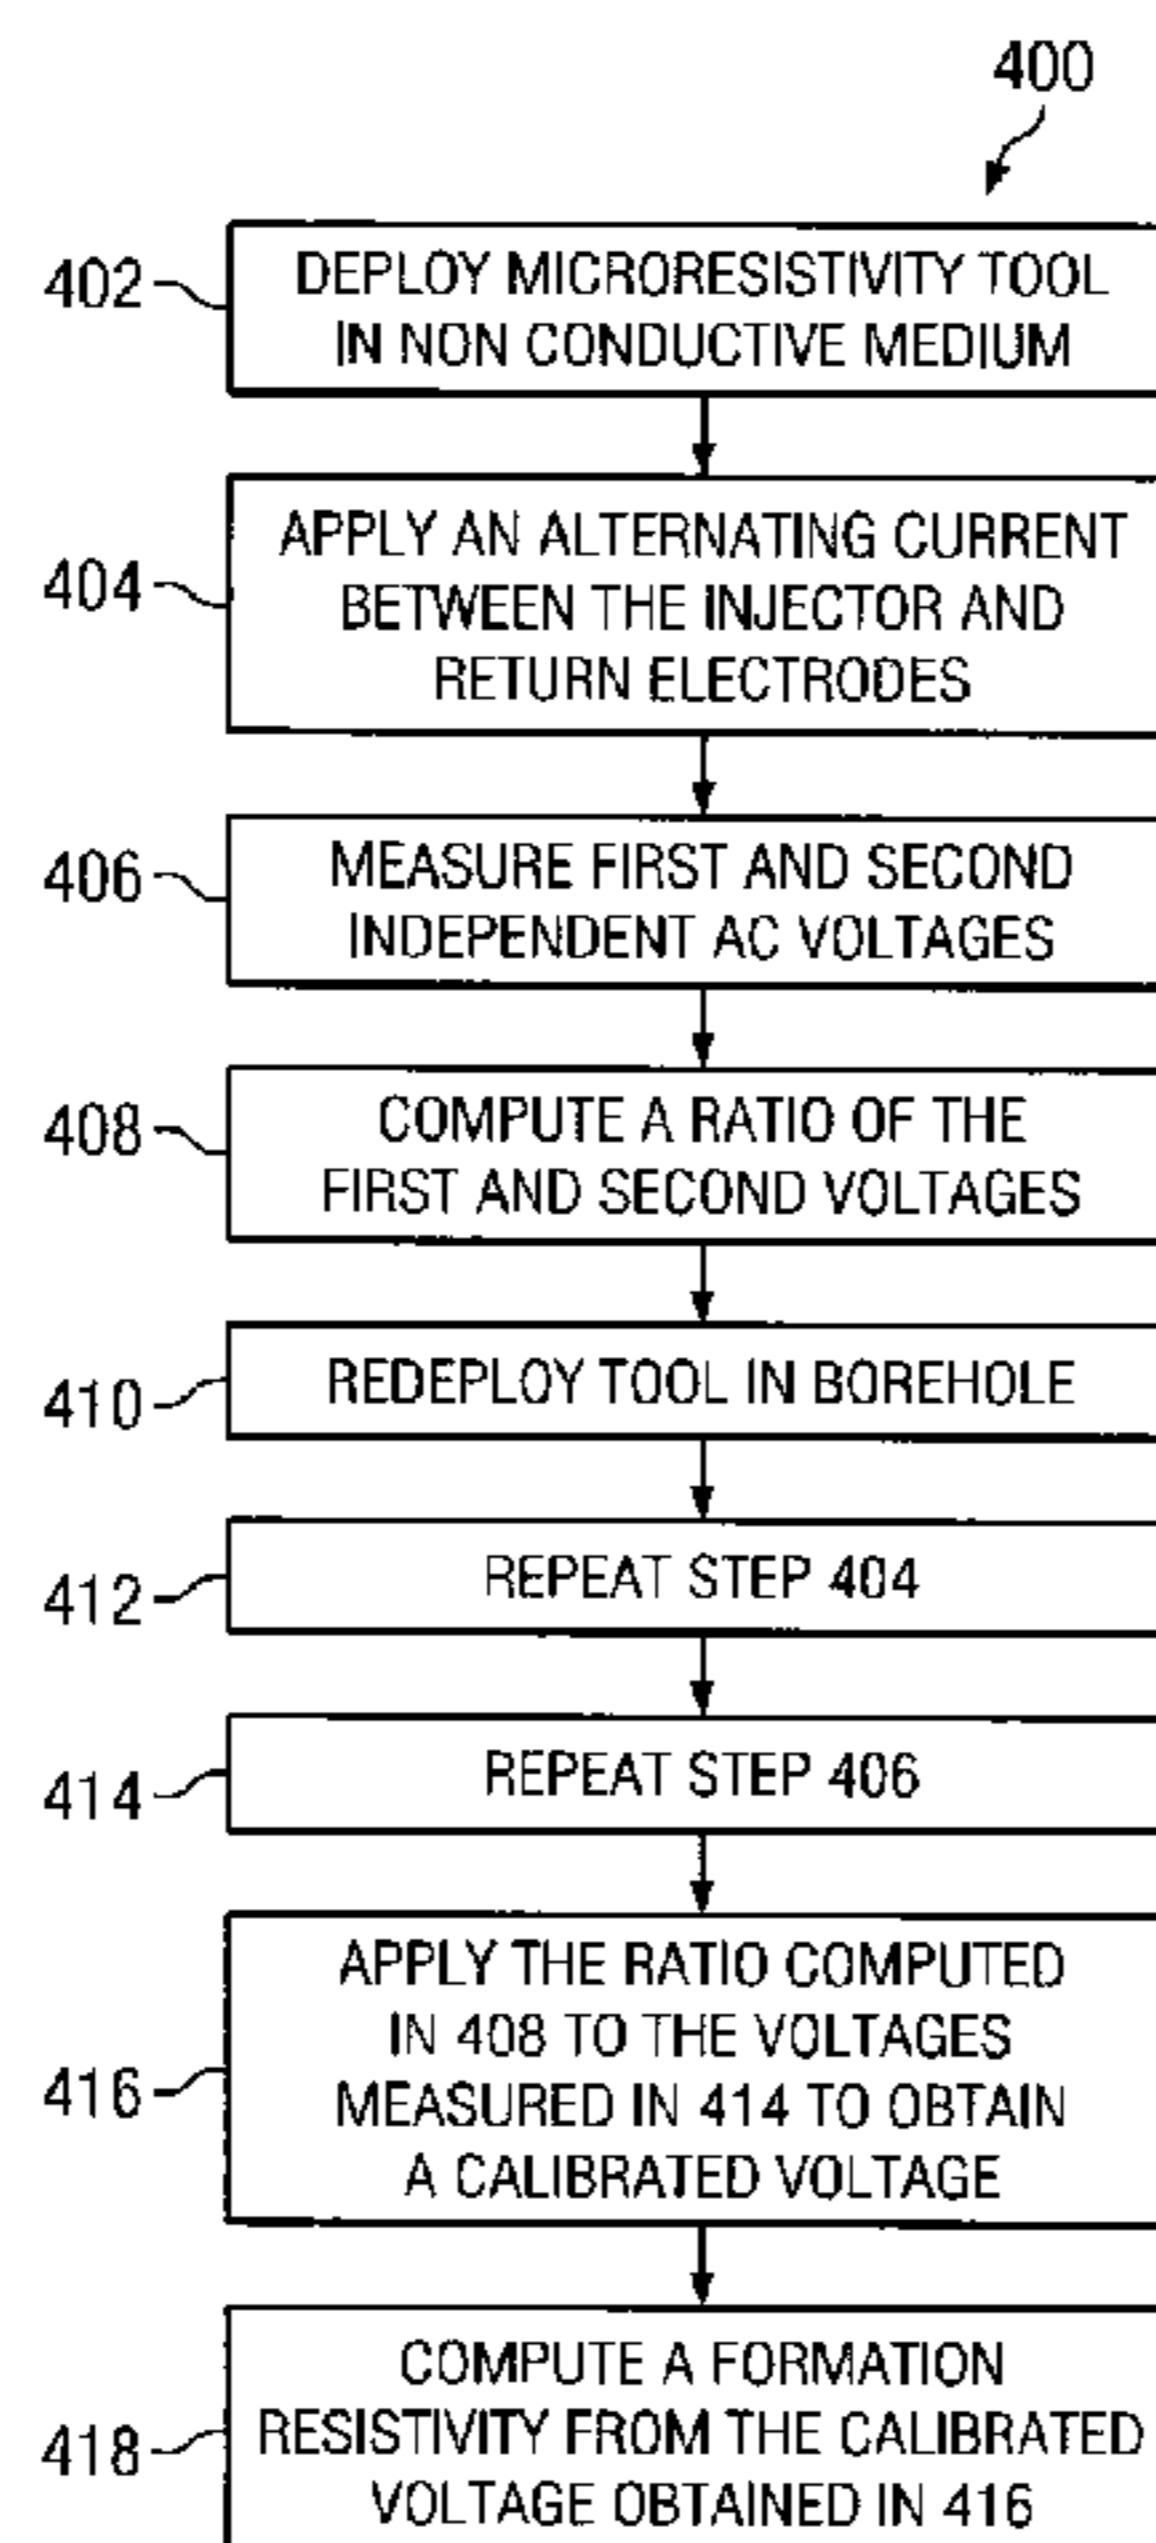 400
402
DEPLOY MICRORESISTIVITY TOOL
IN NON CONDUCTIVE MEDIUM
404
APPLY AN ALTERNATING CURRENT
BETWEEN THE INJECTOR AND
RETURN ELECTRODES
406
MEASURE FIRST AND SECOND
INDEPENDENT AC VOLTAGES
408
COMPUTE A RATIO OF THE
FIRST AND SECOND VOLTAGES
410
REDEPLOY TOOL IN BOREHOLE
412
REPEAT STEP 404
414
REPEAT STEP 406
416
APPLY THE RATIO COMPUTED
IN 408 TO THE VOLTAGES
MEASURED IN 414 TO OBTAIN
A CALIBRATED VOLTAGE
418
COMPUTE A FORMATION
RESISTIVITY FROM THE CALIBRATED
VOLTAGE OBTAINED IN 416